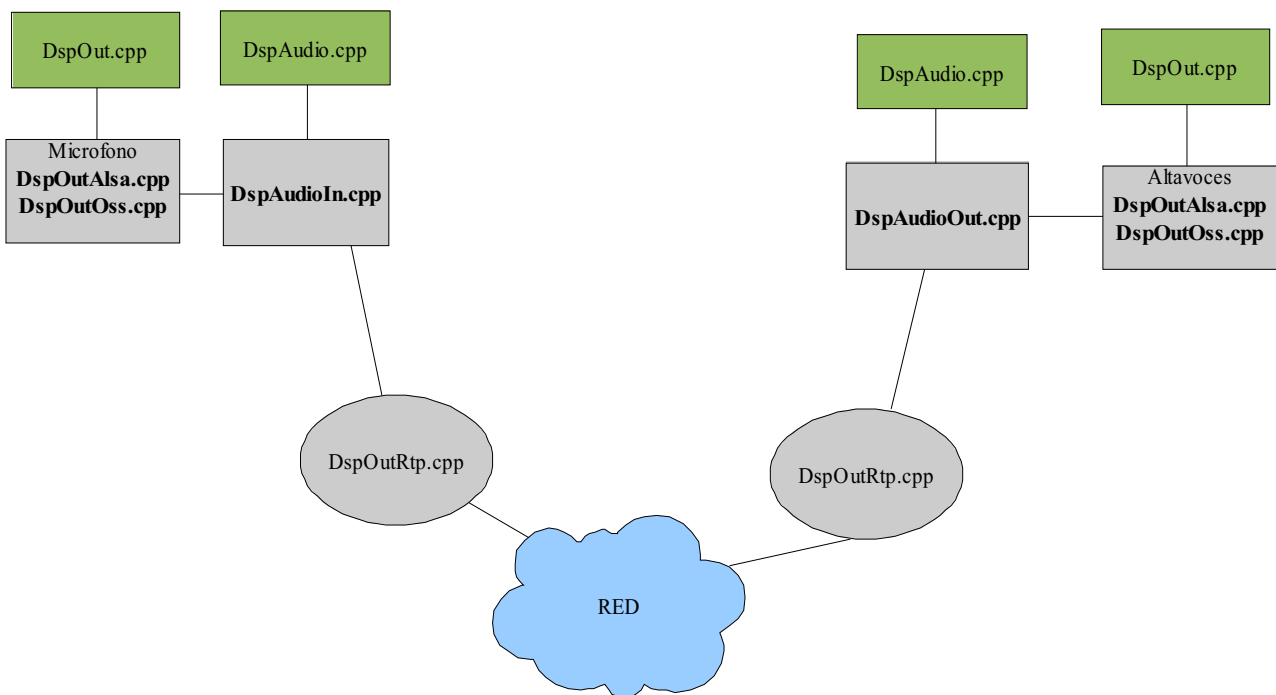 DspOut.cpp
DspAudio.cpp
DspAudio.cpp
DspOut.cpp
Microfono
DspOutAlsa.cpp
DspOutOss.cpp
DspAudioIn.cpp
DspAudioOut.cpp
Altavoces
DspOutAlsa.cpp
DspOutOss.cpp
DspOutRtp.cpp
DspOutRtp.cpp
RED